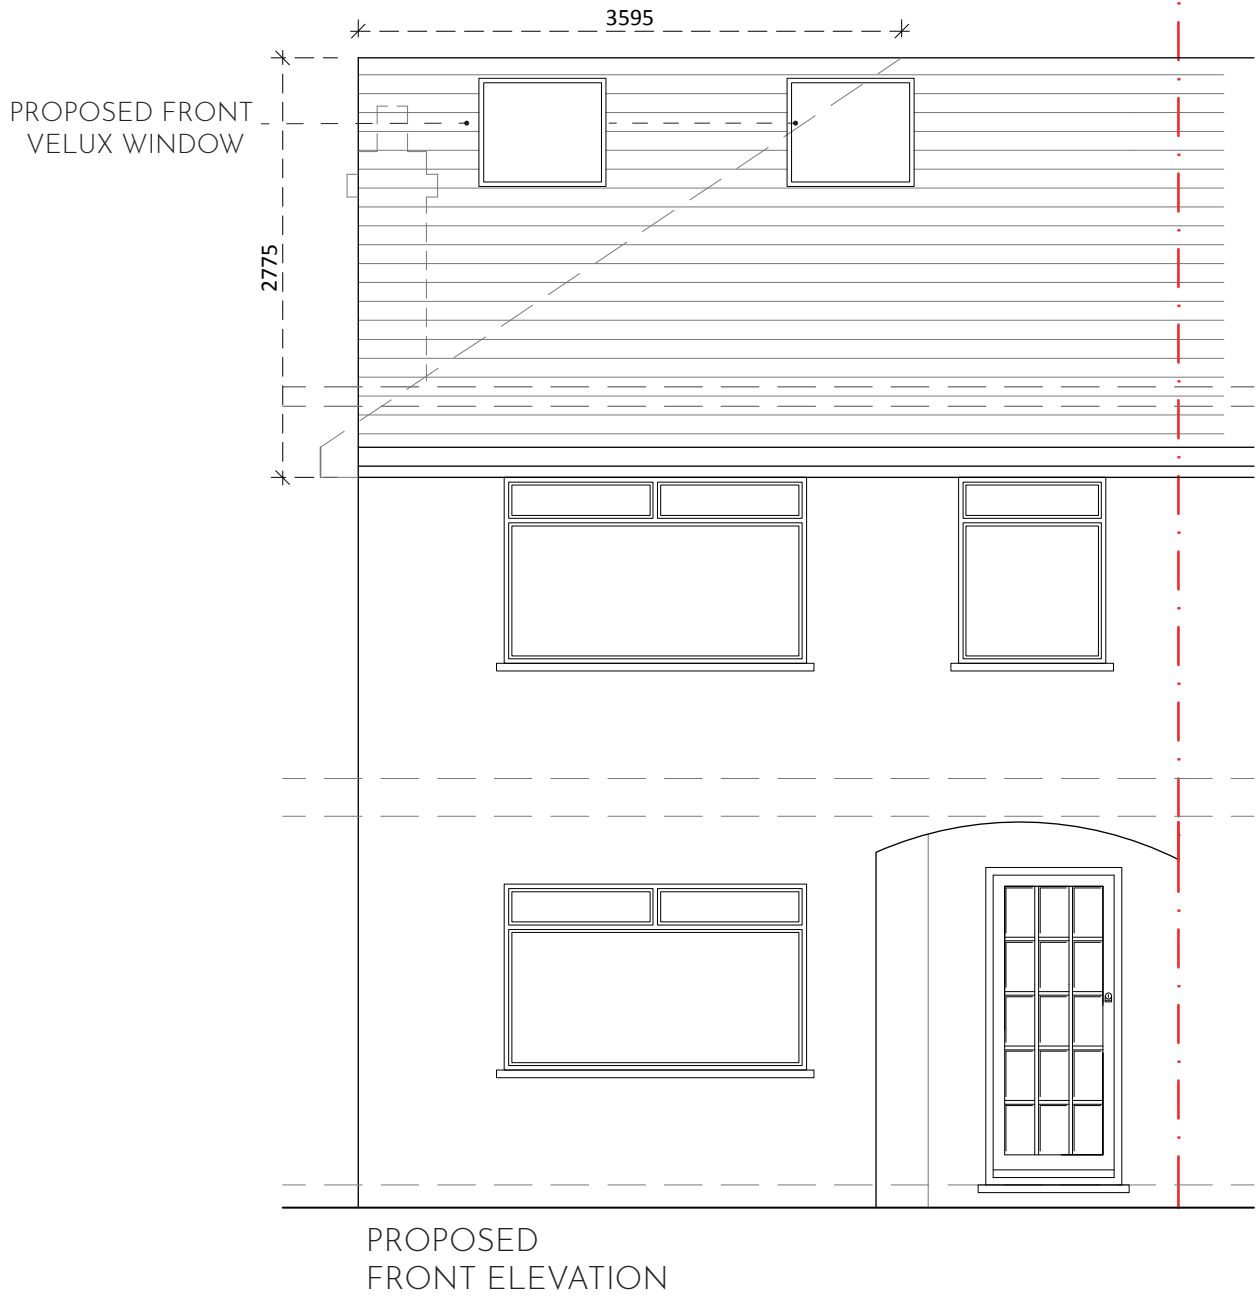 3595
PROPOSED FRONT
VELUX WINDOW
2775
PROPOSED
FRONT ELEVATION